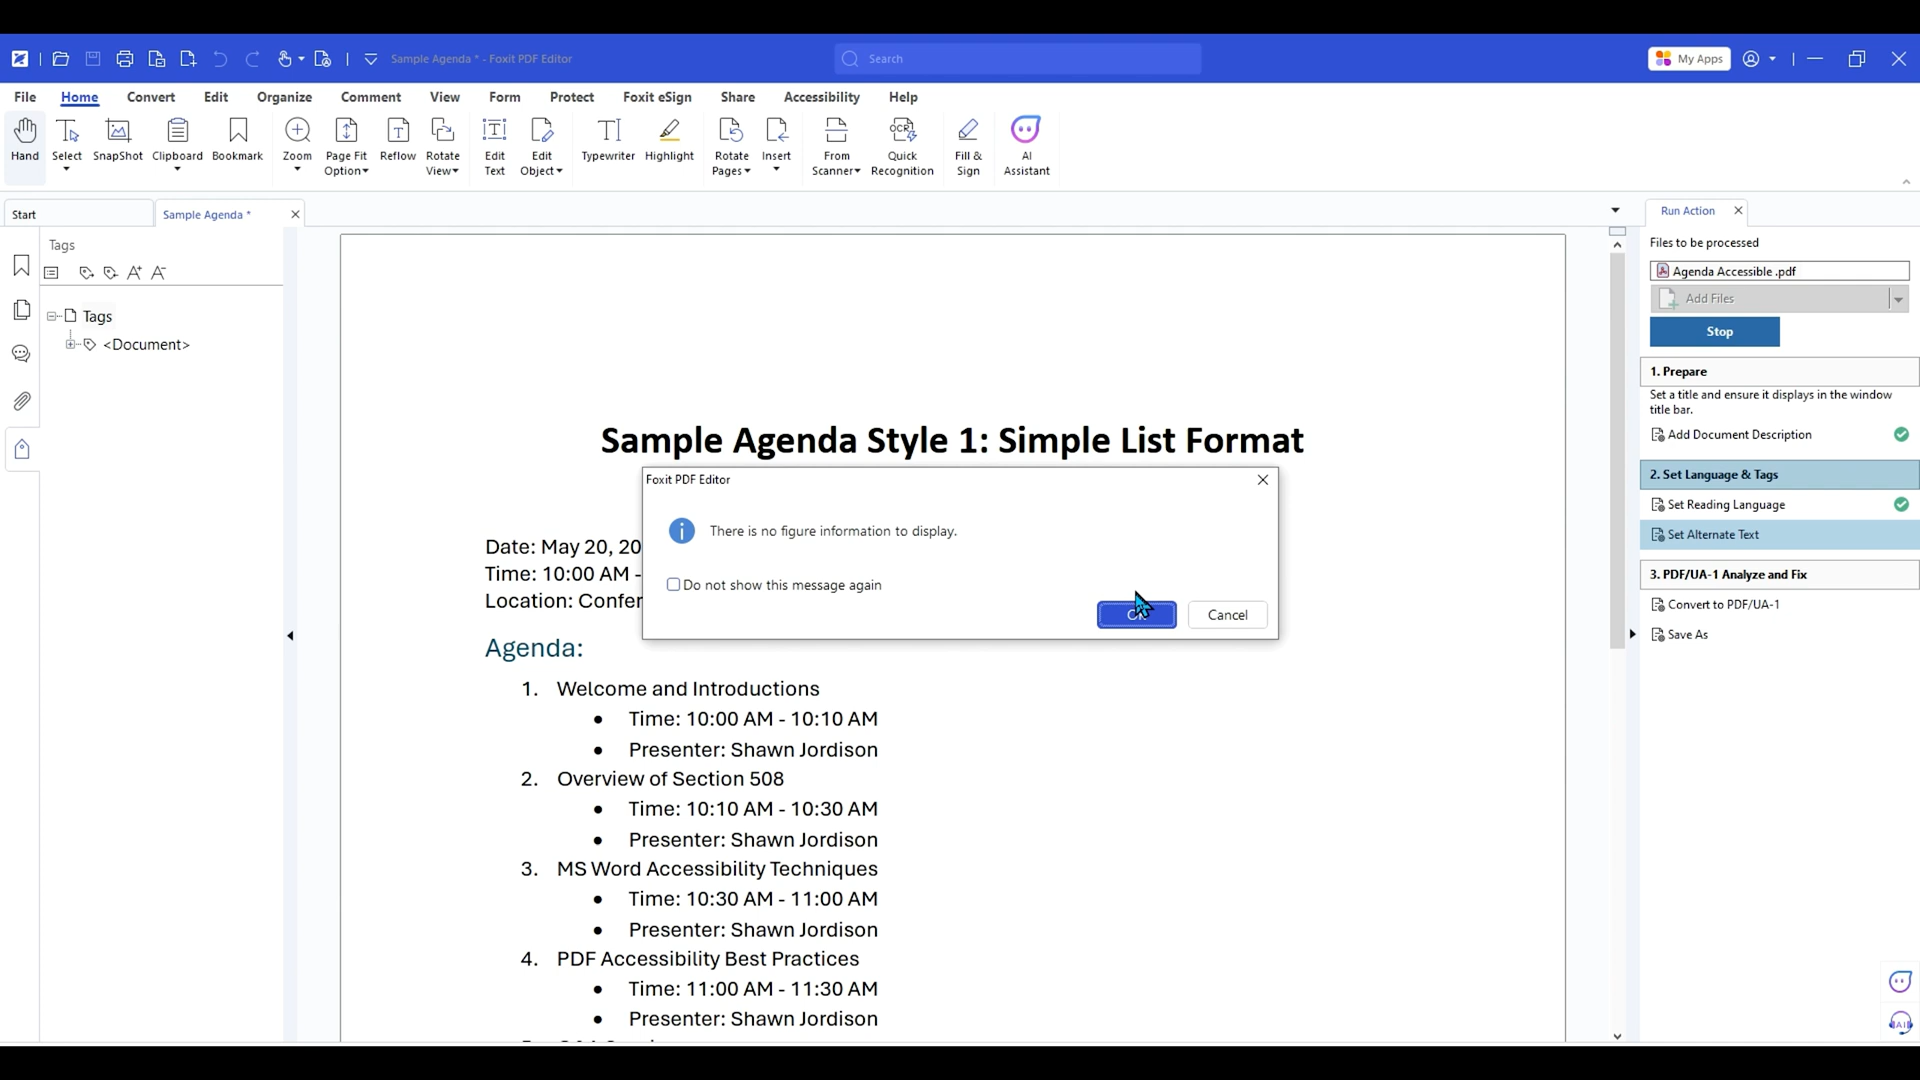 Sample Agenda * - Foxit PDF Editor
Search
My Apps
File Home Convert Edit Organize Comment View Form Protect Foxit eSign Share Accessibility Help
Hand
Select
SnapShot
Clipboard
Bookmark
Zoom
Page Fit
Option
Reflow
Rotate
View
Edit
Text
Edit
Object
Typewriter
Highlight
Rotate
Pages
Insert
From
Scanner
OCR
Quick
Recognition
Fill &
Sign
AI
Assistant
Start
Sample Agenda *
Tags
Tags
<Document>
Sample Agenda Style 1: Simple List Format
Date: May 20, 20
Time: 10:00 AM -
Location: Confer
Agenda:
1. Welcome and Introductions
• Time: 10:00 AM - 10:10 AM
• Presenter: Shawn Jordison
2. Overview of Section 508
• Time: 10:10 AM - 10:30 AM
• Presenter: Shawn Jordison
3. MS Word Accessibility Techniques
• Time: 10:30 AM - 11:00 AM
• Presenter: Shawn Jordison
4. PDF Accessibility Best Practices
• Time: 11:00 AM - 11:30 AM
• Presenter: Shawn Jordison
Foxit PDF Editor
There is no figure information to display.
Do not show this message again
Cancel
Run Action
Files to be processed
Agenda Accessible .pdf
Add Files
Stop
1. Prepare
Set a title and ensure it displays in the window
title bar.
Add Document Description
2. Set Language & Tags
Set Reading Language
Set Alternate Text
3. PDF/UA-1 Analyze and Fix
Convert to PDF/UA-1
Save As
AI